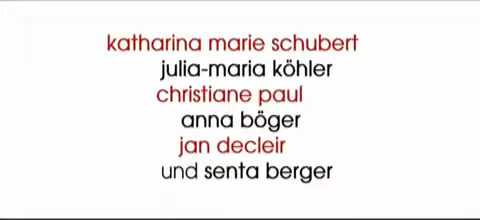 katharina marie schubert
julia-maria köhler
christiane paul
anna böger
jan decleir
und senta berger